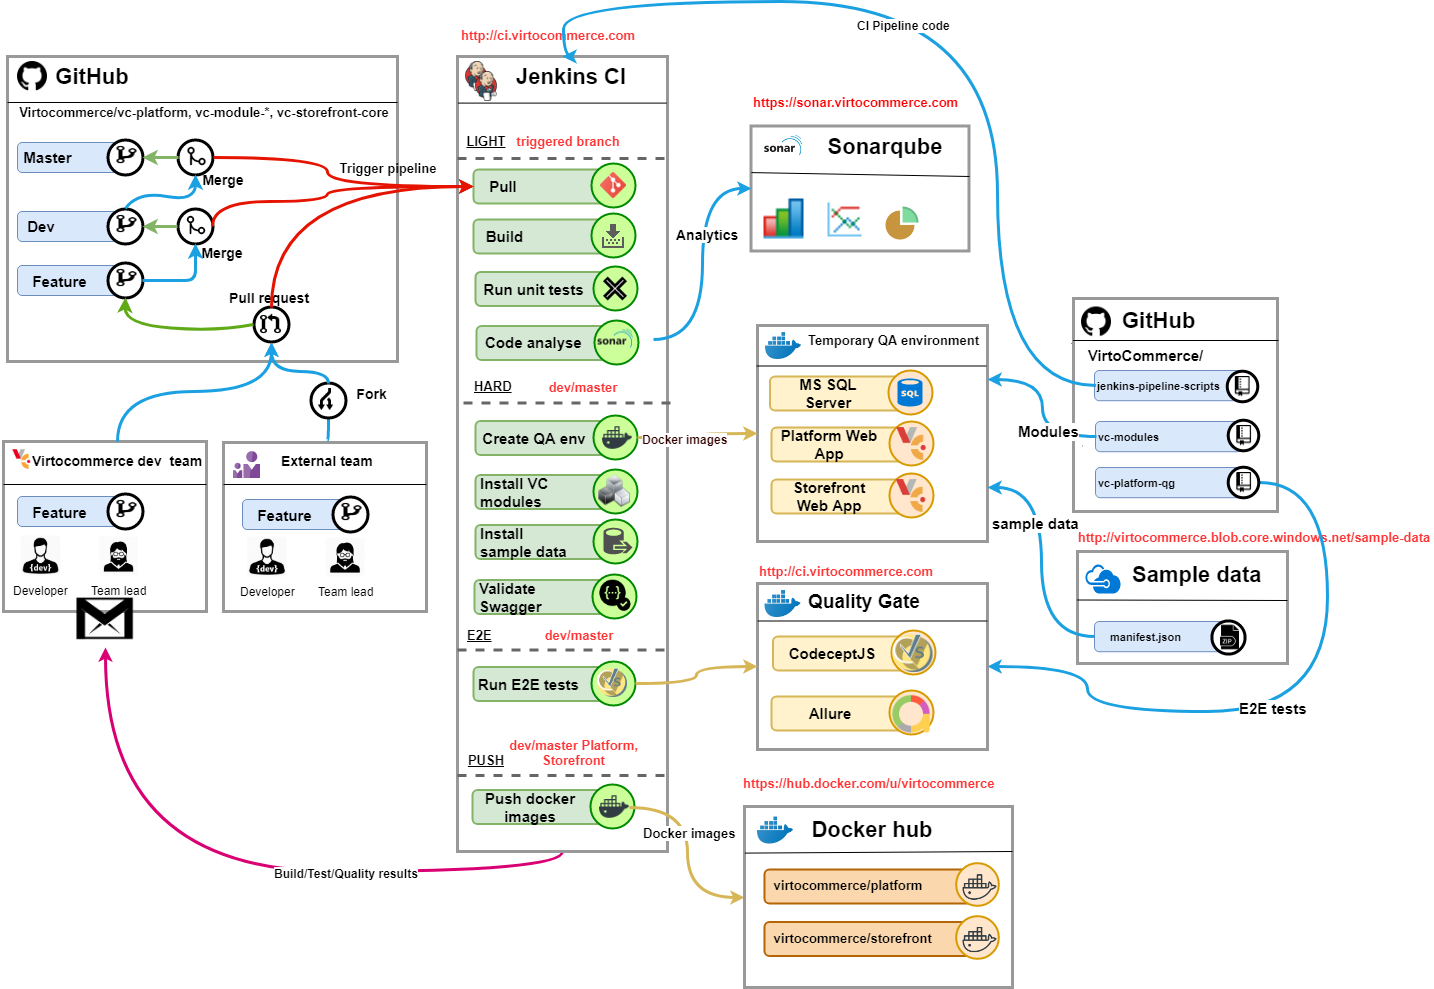 CI Pipeline code
http://ci.virtocommerce.com
GitHub
Virtocommerce/vc-platform, vc-module-*, vc-storefront-core
Master
Merge
Dev
Merge
Feature
Pull request
Trigger pipeline
Fork
Virtocommerce dev team
Feature
{dev}
Developer
Team lead
External team
Feature
{dev}
Developer
Team lead
Build/Test/Quality results
Jenkins CI
LIGHT
triggered branch
Pull
Build
Run unit tests
Code analyse
sonar
HARD
dev/master
Create QA env
Install VC
modules
Install
sample data
Validate
Swagger
E2E
dev/master
Run E2E tests
dev/master Platform,
Storefront
PUSH
Push docker
images
Analytics
Docker images
Docker images
https://sonar.virtocommerce.com
sonar
Sonarqube
Temporary QA environment
MS SQL
Server
SQL
Platform Web
App
Storefront
Web App
http://ci.virtocommerce.com
Quality Gate
CodeceptJS
Allure
https://hub.docker.com/u/virtocommerce
Docker hub
virtocommerce/platform
virtocommerce/storefront
GitHub
VirtoCommerce/
jenkins-pipeline-scripts
vc-modules
vc-platform-qg
Modules
sample data
http://virtocommerce.blob.core.windows.net/sample-data
Sample data
manifest.json
ZIP
E2E tests